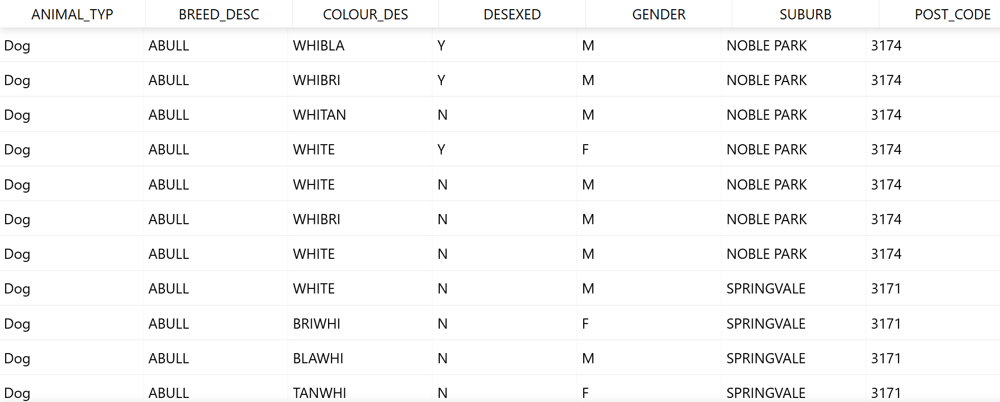 ANIMAL_TYP BREED_DESC COLOUR_DES DESEXED GENDER SUBURB POST_CODE
Dog ABULL WHIBLA Y M NOBLE PARK 3174
Dog ABULL WHIBRI Y M NOBLE PARK 3174
Dog ABULL WHITAN N M NOBLE PARK 3174
Dog ABULL WHITE Y F NOBLE PARK 3174
Dog ABULL WHITE N M NOBLE PARK 3174
Dog ABULL WHIBRI N M NOBLE PARK 3174
Dog ABULL WHITE N M NOBLE PARK 3174
Dog ABULL WHITE N M SPRINGVALE 3171
Dog ABULL BRIWHI N F SPRINGVALE 3171
Dog ABULL BLAWHI N M SPRINGVALE 3171
Dog ABULL TANWHI N F SPRINGVALE 3171